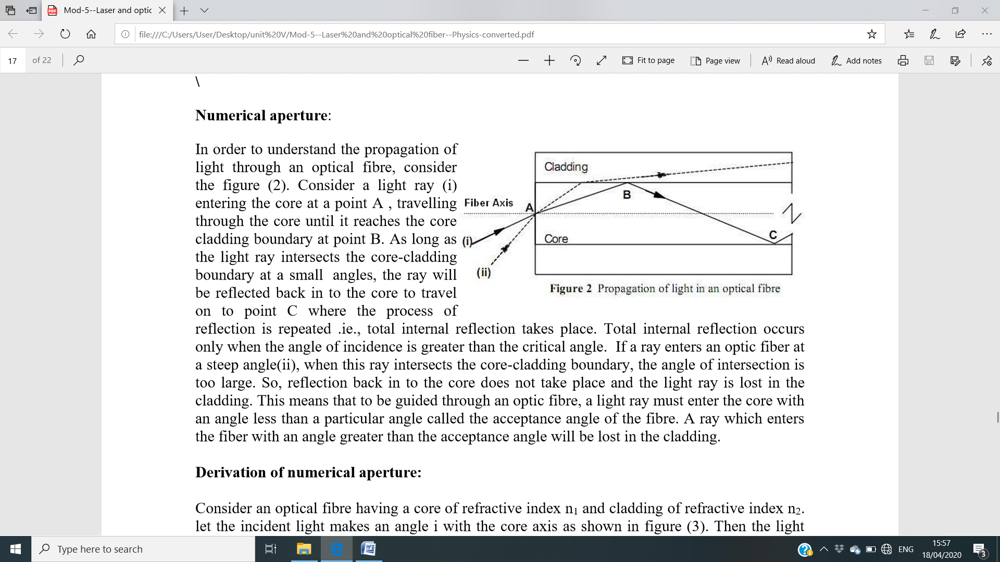 Mod-5--Laser and optic
file:///C:/Users/User/Desktop/unit%20V/Mod-5--Laser%20and%20optical%20fiber--Physics-converted.pdf
17 of 22
Fit to page
Page view
Read aloud
Add notes
\
Numerical aperture:
In order to understand the propagation of
light through an optical fibre, consider
the figure (2). Consider a light ray (i)
entering the core at a point A , travelling
through the core until it reaches the core
cladding boundary at point B. As long as
the light ray intersects the core-cladding
boundary at a small angles, the ray will
be reflected back in to the core to travel
on to point C where the process of
Cladding
Fiber Axis
A
B
(i)
Core
C
(ii)
Figure 2 Propagation of light in an optical fibre
reflection is repeated .ie., total internal reflection takes place. Total internal reflection occurs
only when the angle of incidence is greater than the critical angle. If a ray enters an optic fiber at
a steep angle(ii), when this ray intersects the core-cladding boundary, the angle of intersection is
too large. So, reflection back in to the core does not take place and the light ray is lost in the
cladding. This means that to be guided through an optic fibre, a light ray must enter the core with
an angle less than a particular angle called the acceptance angle of the fibre. A ray which enters
the fiber with an angle greater than the acceptance angle will be lost in the cladding.
Derivation of numerical aperture:
Consider an optical fibre having a core of refractive index n₁ and cladding of refractive index n₂.
let the incident light makes an angle i with the core axis as shown in figure (3). Then the light
Type here to search
ENG
15:57
18/04/2020
3